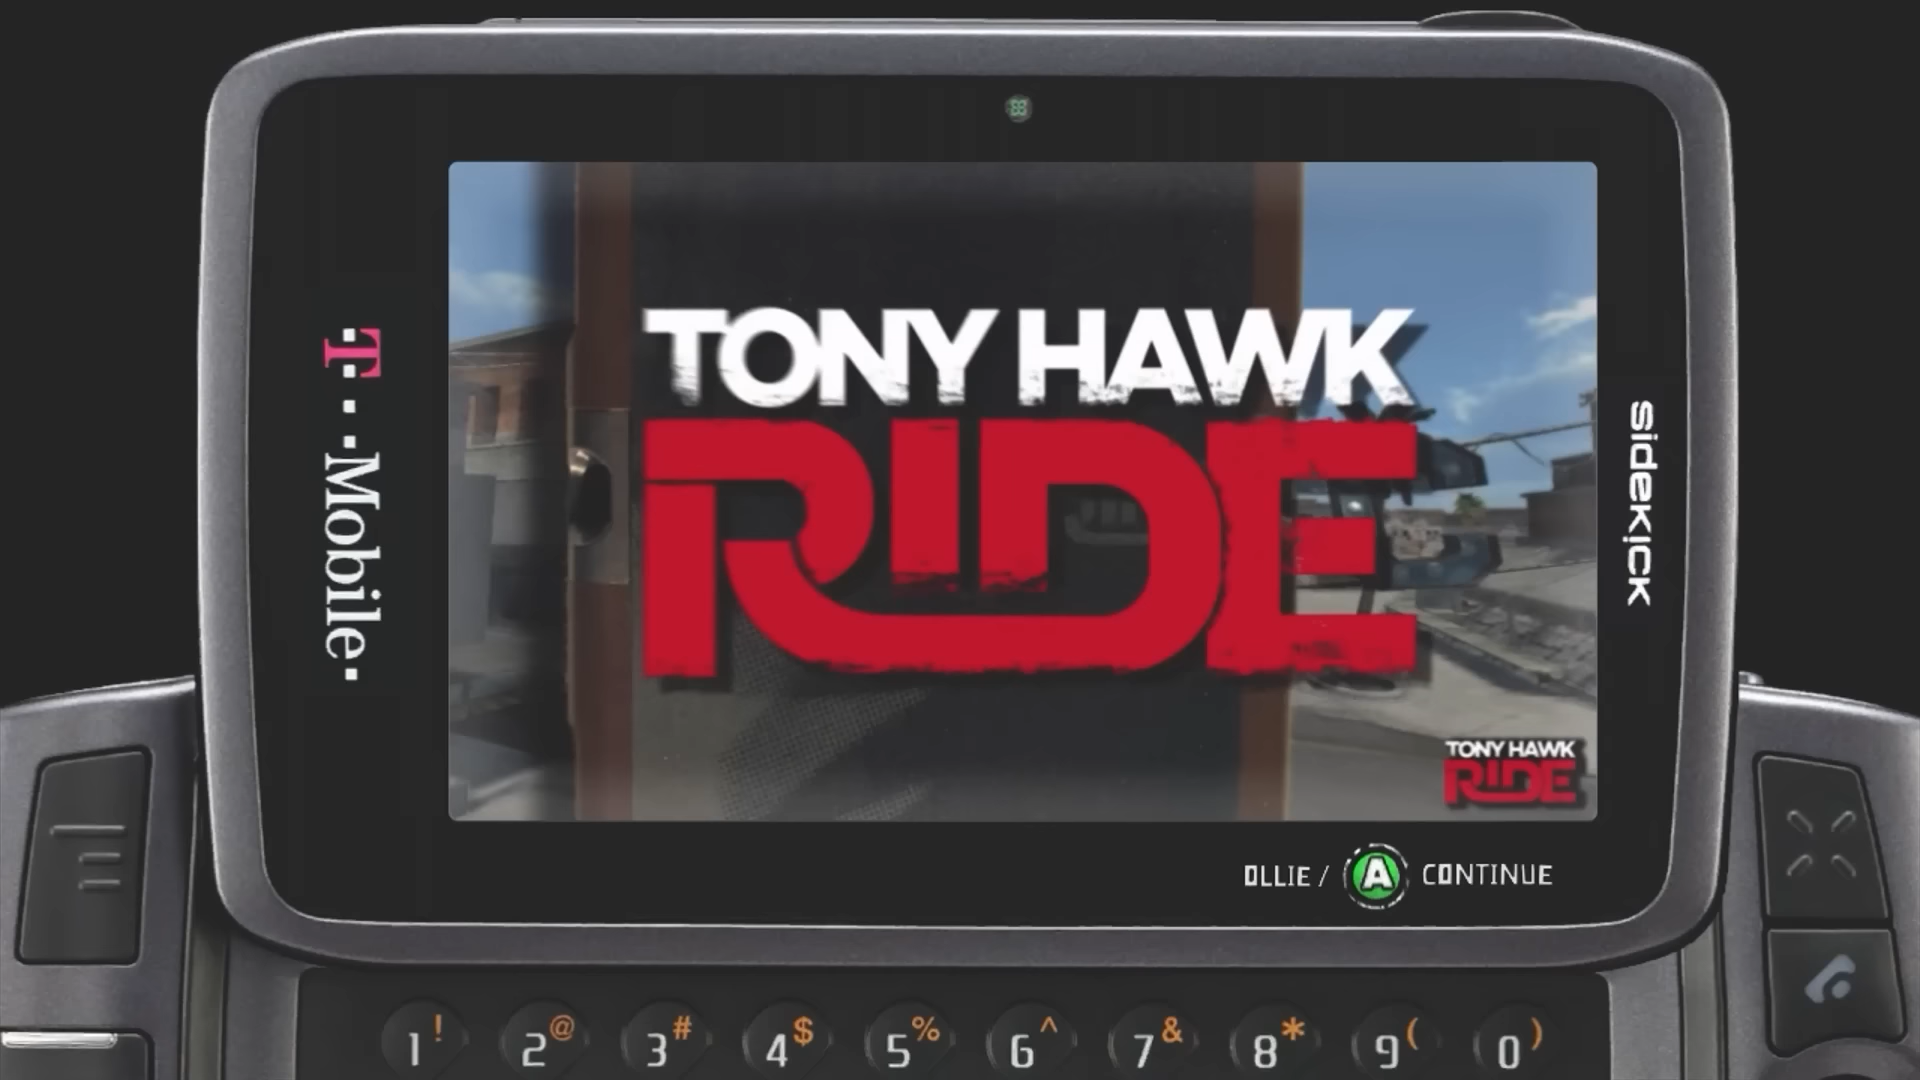 T··Mobile·
sidekick
TONY HAWK
RIDE
TONY HAWK
RIDE
OLLIE / A CONTINUE
1! 2@ 3# 4$ 5% 6^ 7& 8* 9( 0)